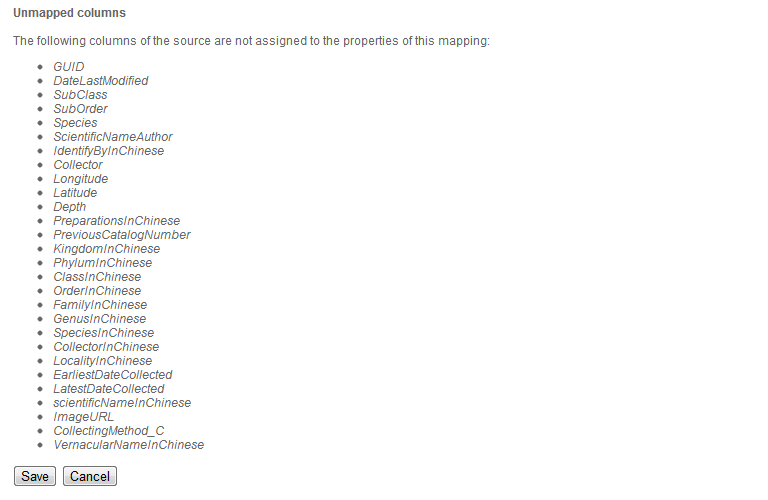 Unmapped columns
The following columns of the source are not assigned to the properties of this mapping:
GUID
DateLastModified
SubClass
SubOrder
Species
ScientificNameAuthor
IdentifyByInChinese
Collector
Longitude
Latitude
Depth
PreparationsInChinese
PreviousCatalogNumber
KingdomInChinese
PhylumInChinese
ClassInChinese
OrderInChinese
FamilyInChinese
GenusInChinese
SpeciesInChinese
CollectorInChinese
LocalityInChinese
EarliestDateCollected
LatestDateCollected
scientificNameInChinese
ImageURL
CollectingMethod_C
VernacularNameInChinese
Save Cancel